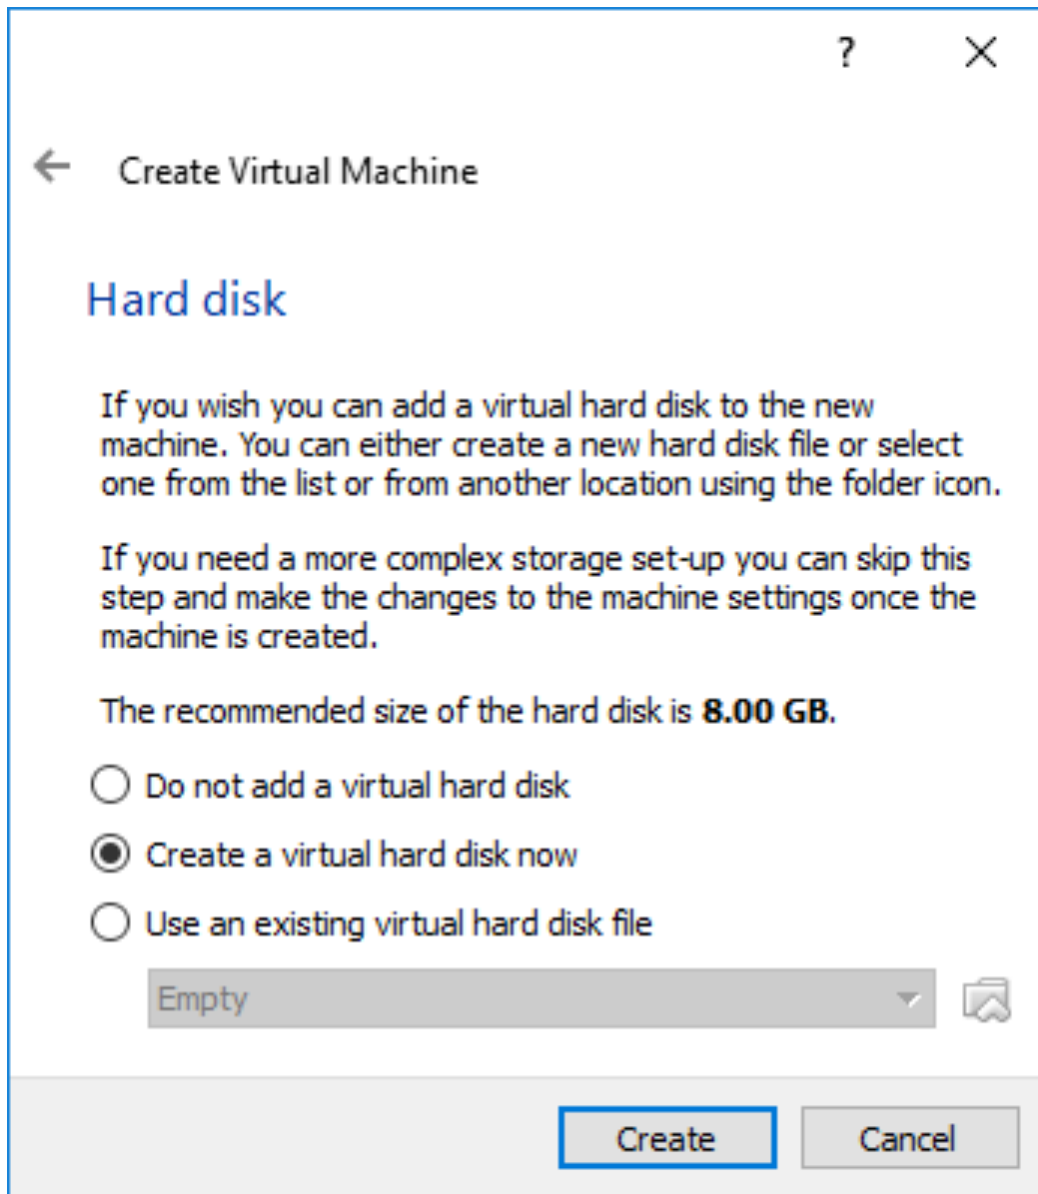 ?
Create Virtual Machine
Hard disk
If you wish you can add a virtual hard disk to the new
machine. You can either create a new hard disk file or select
one from the list or from another location using the folder icon.
If you need a more complex storage set-up you can skip this
step and make the changes to the machine settings once the
machine is created.
The recommended size of the hard disk is 8.00 GB.
Do not add a virtual hard disk
Create a virtual hard disk now
Use an existing virtual hard disk file
Empty
Create Cancel